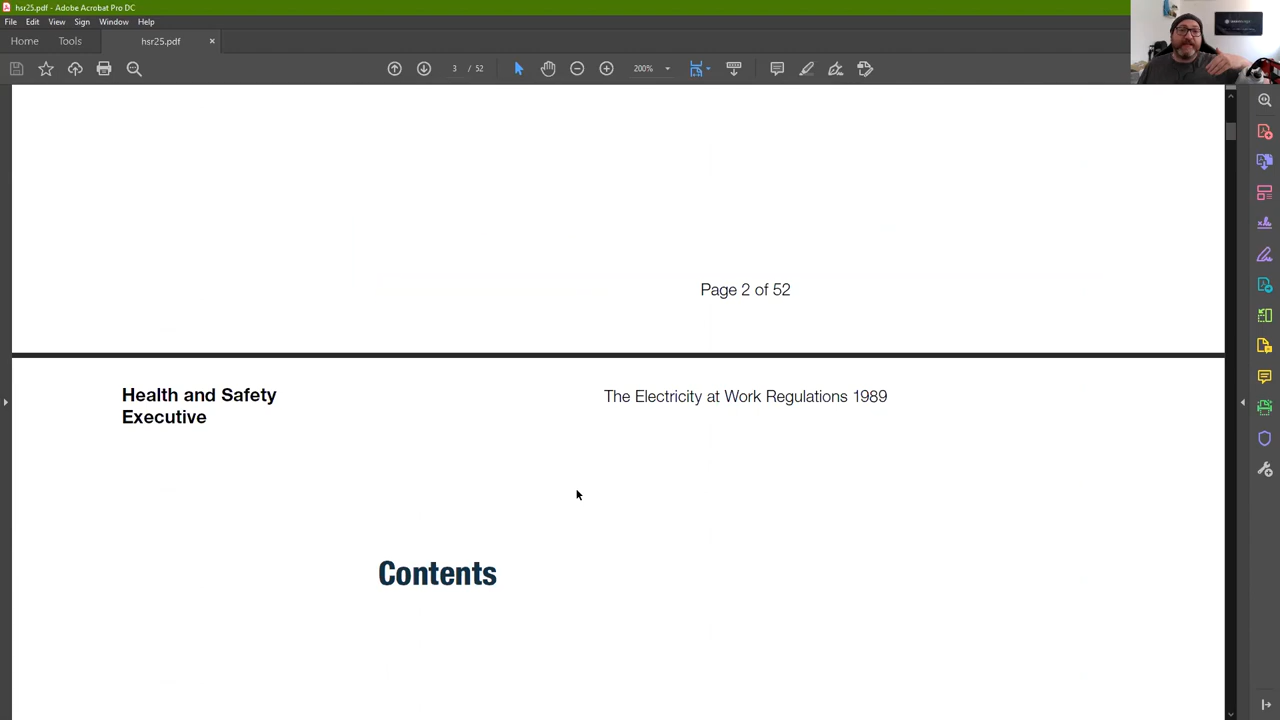 hsr25.pdf - Adobe Acrobat Pro DC
File Edit View Sign Window Help
Home Tools hsr25.pdf ×
3 / 52 200%
Page 2 of 52
Health and Safety
Executive
The Electricity at Work Regulations 1989
Contents